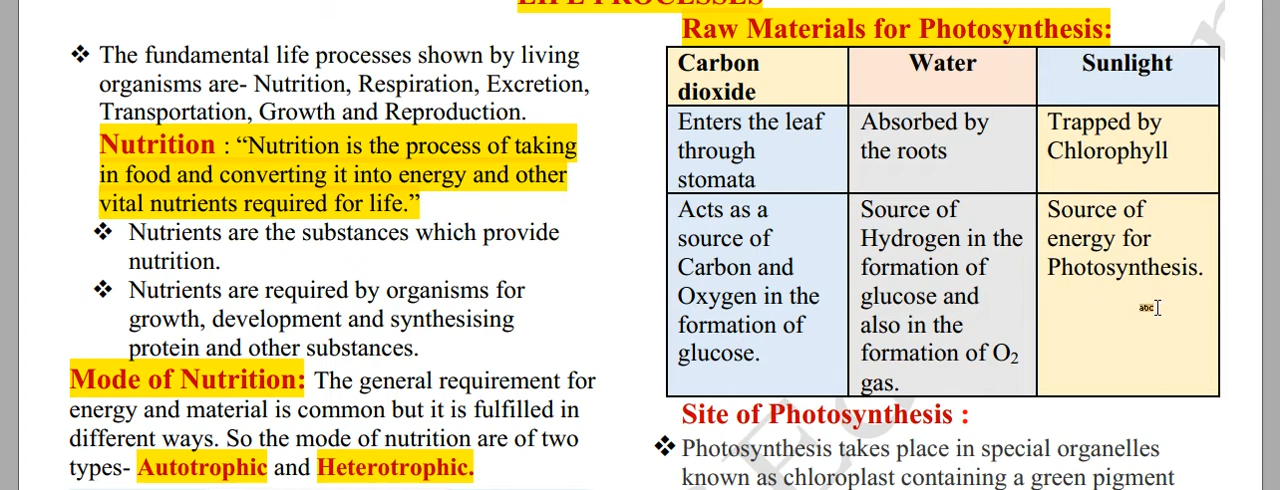 LIFE PROCESSES
❖ The fundamental life processes shown by living
organisms are- Nutrition, Respiration, Excretion,
Transportation, Growth and Reproduction.
Nutrition : “Nutrition is the process of taking
in food and converting it into energy and other
vital nutrients required for life.”
❖ Nutrients are the substances which provide
nutrition.
❖ Nutrients are required by organisms for
growth, development and synthesising
protein and other substances.
Mode of Nutrition: The general requirement for
energy and material is common but it is fulfilled in
different ways. So the mode of nutrition are of two
types- Autotrophic and Heterotrophic.
Raw Materials for Photosynthesis:
Carbon
dioxide
Water
Sunlight
Enters the leaf
through
stomata
Absorbed by
the roots
Trapped by
Chlorophyll
Acts as a
source of
Carbon and
Oxygen in the
formation of
glucose.
Source of
Hydrogen in the
formation of
glucose and
also in the
formation of O₂
gas.
Source of
energy for
Photosynthesis.
abc
Site of Photosynthesis :
❖ Photosynthesis takes place in special organelles
known as chloroplast containing a green pigment